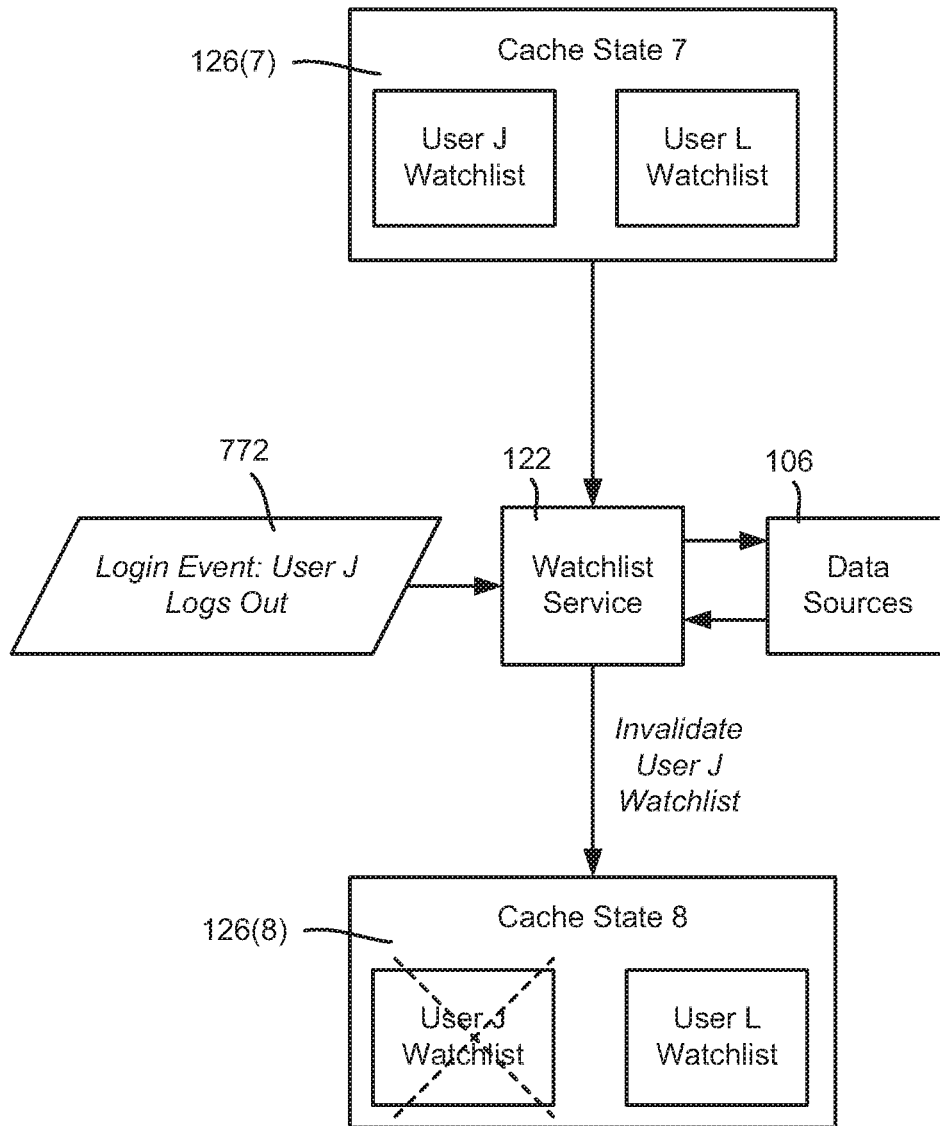 Cache State 7
126(7)
User J
Watchlist
User L
Watchlist
772
122
106
Login Event: User J
Logs Out
Watchlist
Service
Data
Sources
Invalidate
User J
Watchlist
Cache State 8
126(8)
User J
Watchlist
User L
Watchlist